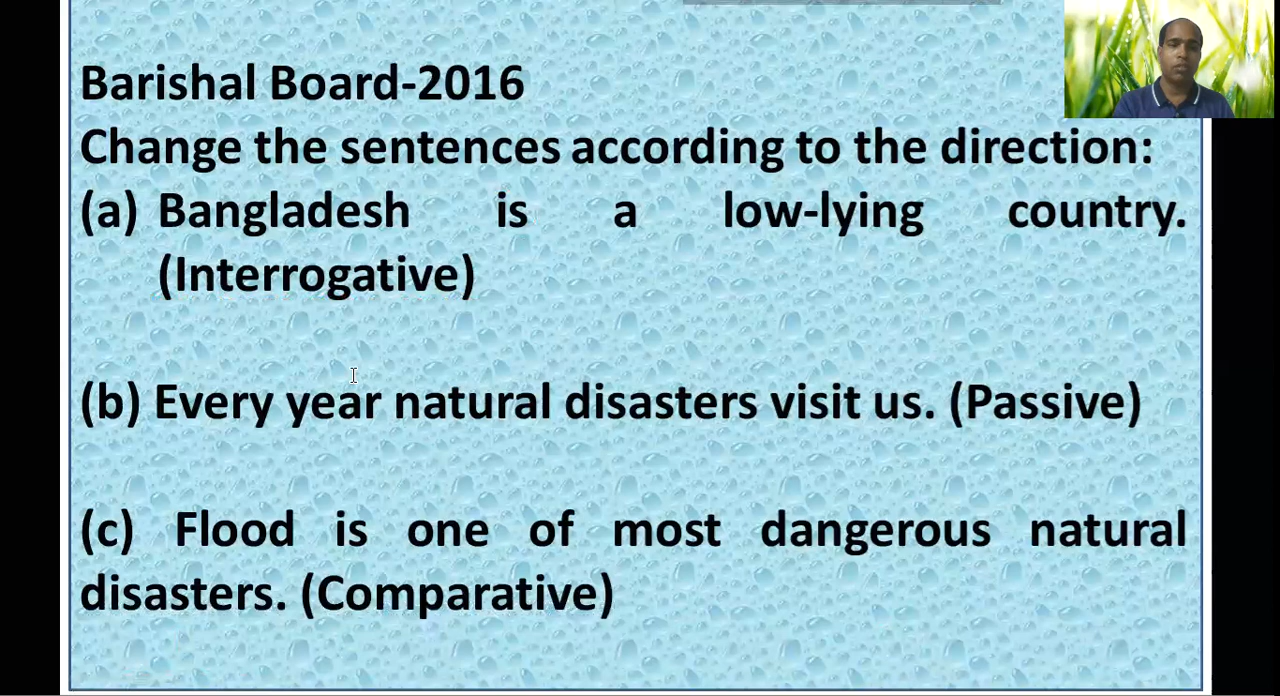 Barishal Board-2016
Change the sentences according to the direction:
(a) Bangladesh is a low-lying country.
(Interrogative)
(b) Every year natural disasters visit us. (Passive)
(c) Flood is one of most dangerous natural
disasters. (Comparative)